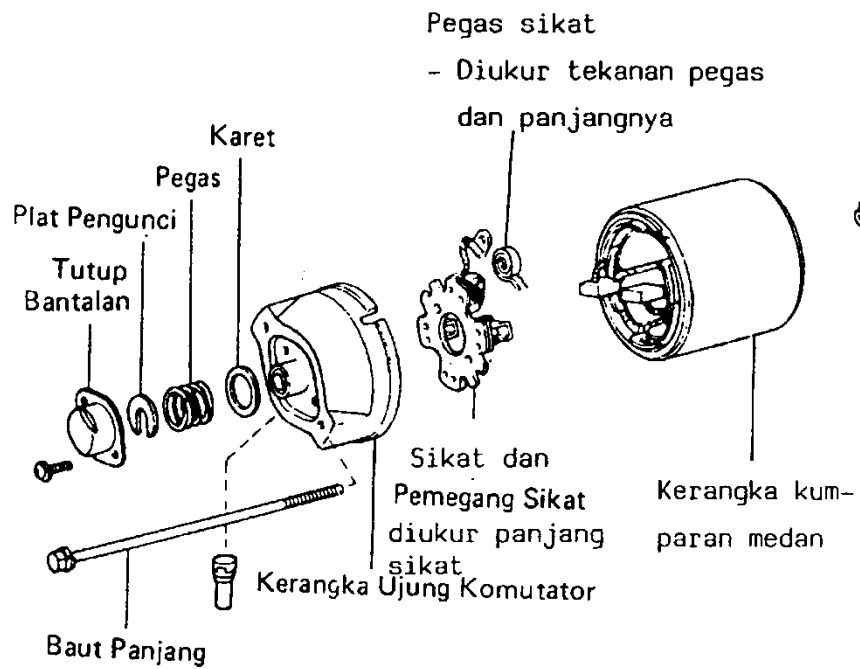 Pegas sikat
- Diukur tekanan pegas
dan panjangnya
Karet
Pegas
Plat Pengunci
Tutup
Bantalan
Sikat dan
Pemegang Sikat
diukur panjang
sikat
Kerangka kum-
paran medan
Kerangka Ujung Komutator
Baut Panjang